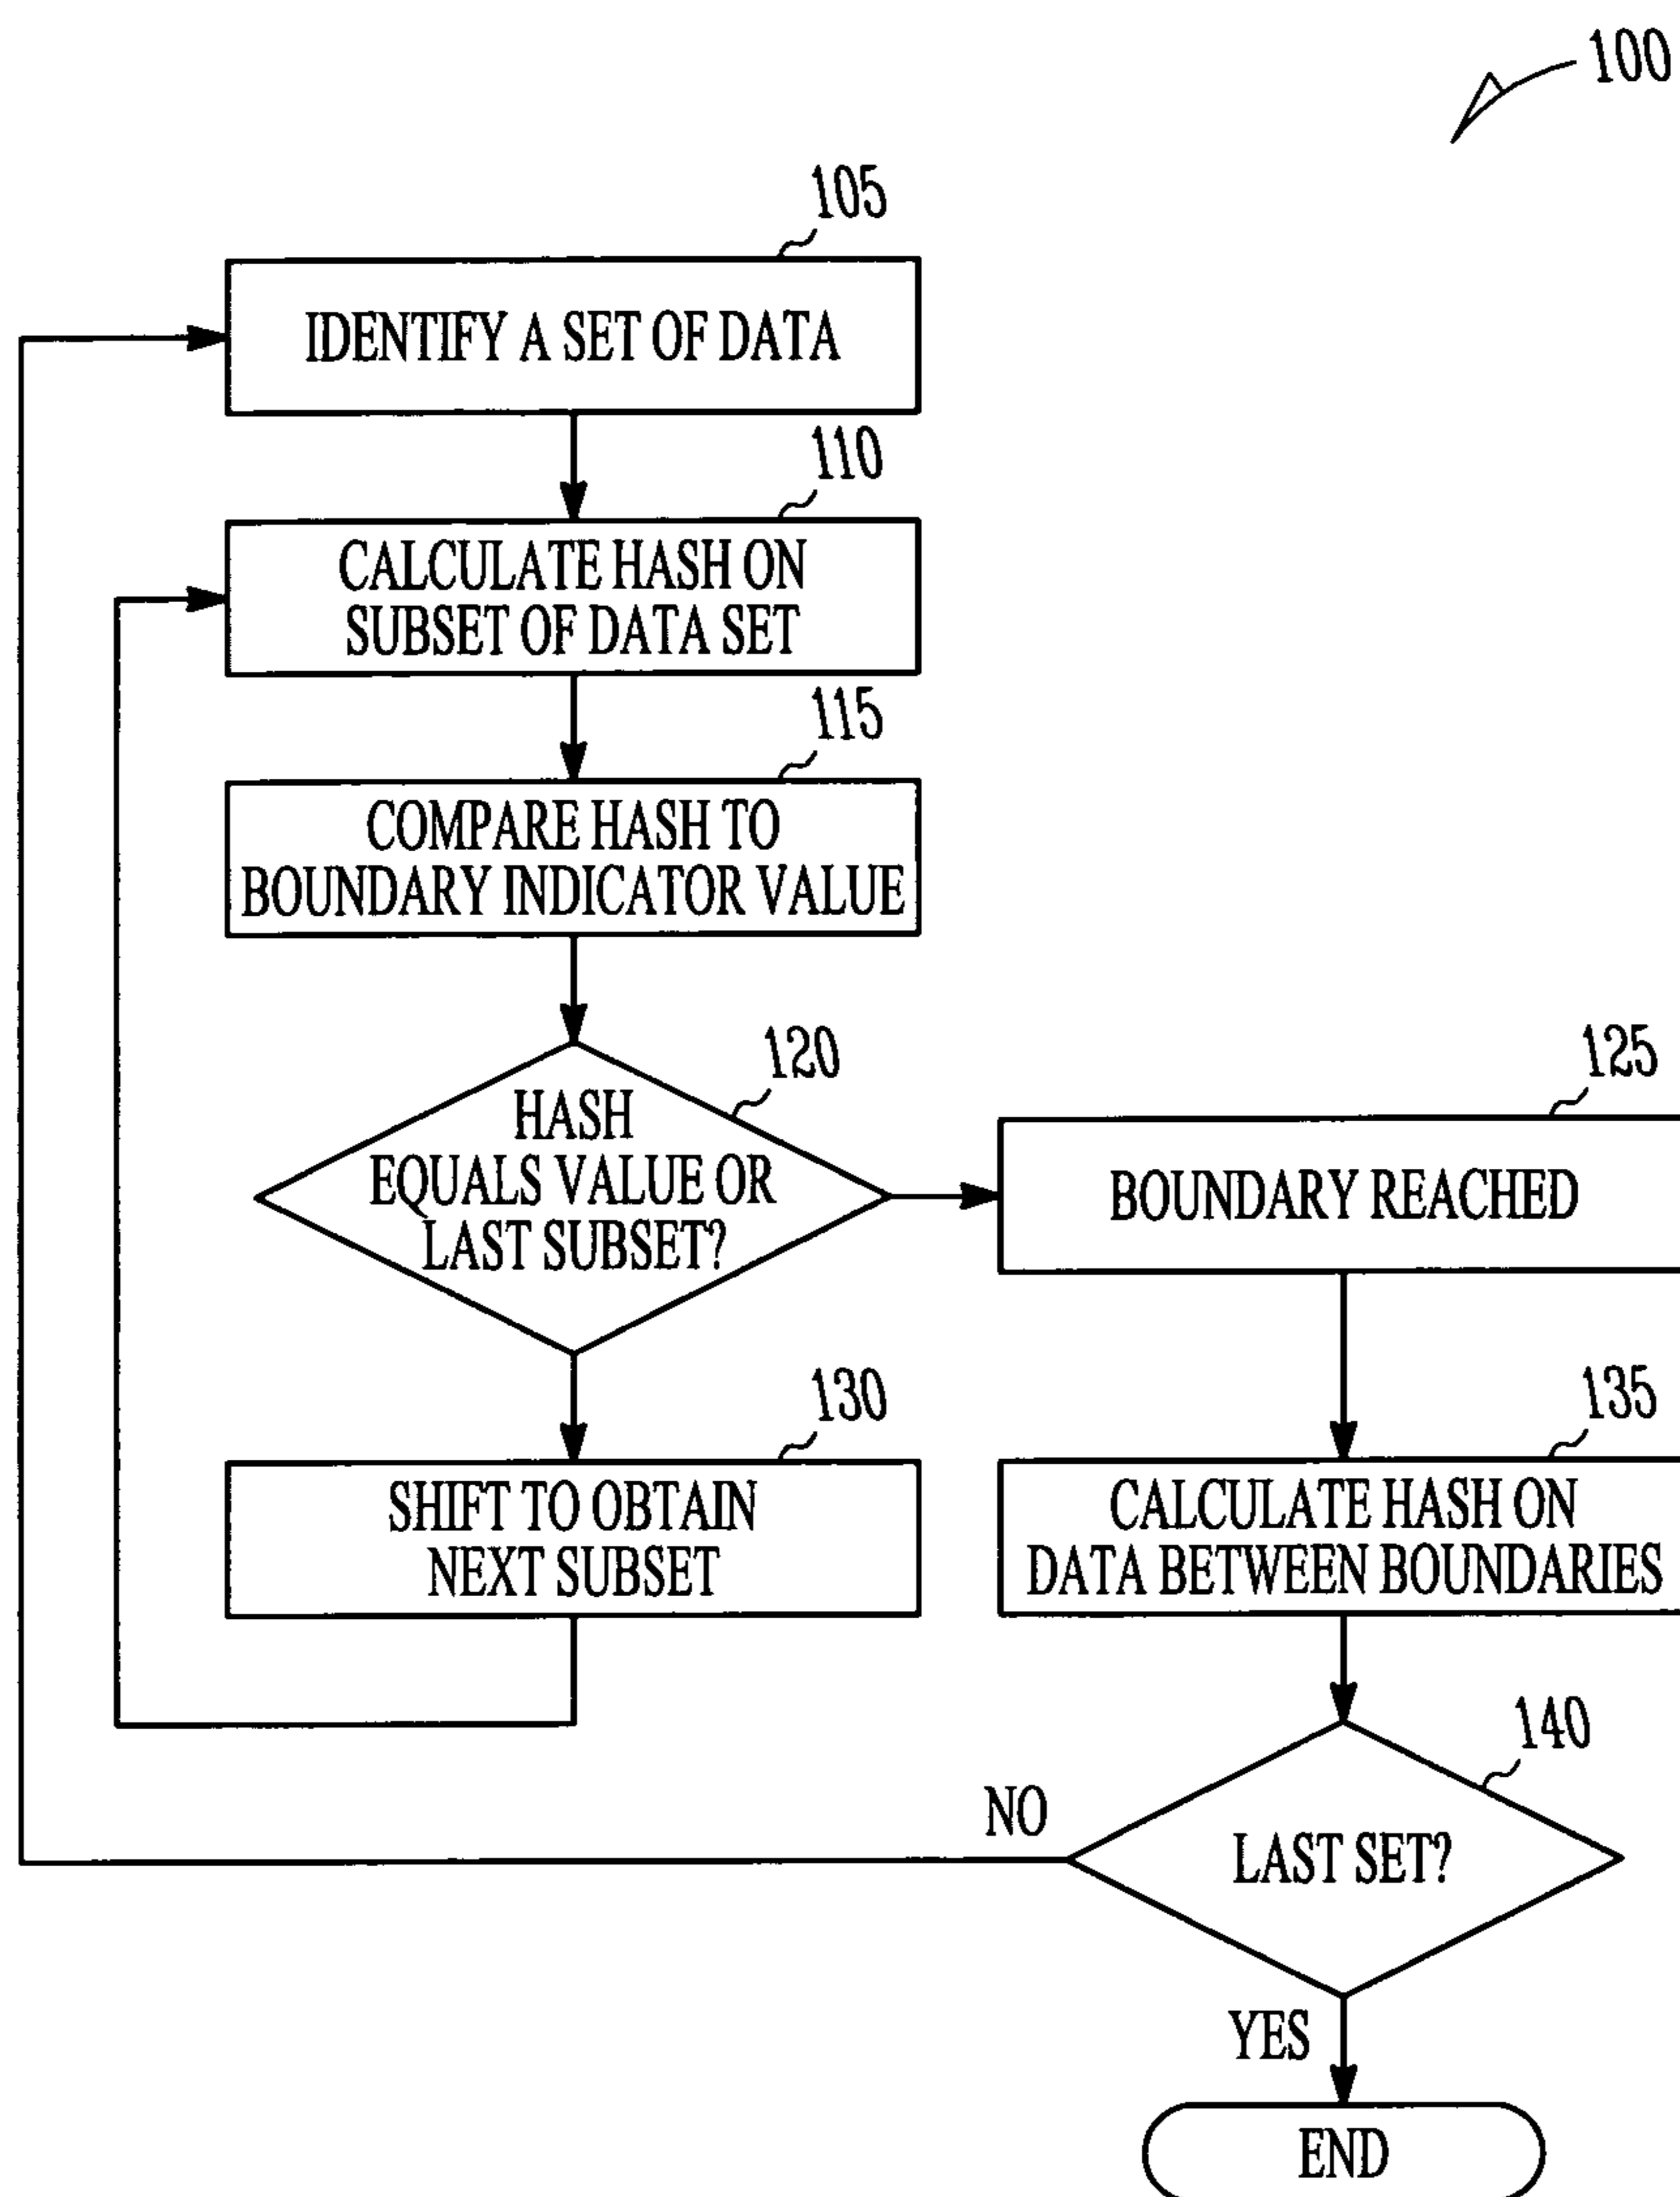 100
105
IDENTIFY A SET OF DATA
110
CALCULATE HASH ON
SUBSET OF DATA SET
115
COMPARE HASH TO
BOUNDARY INDICATOR VALUE
120
HASH
EQUALS VALUE OR
LAST SUBSET?
125
BOUNDARY REACHED
130
SHIFT TO OBTAIN
NEXT SUBSET
135
CALCULATE HASH ON
DATA BETWEEN BOUNDARIES
140
NO
LAST SET?
YES
END